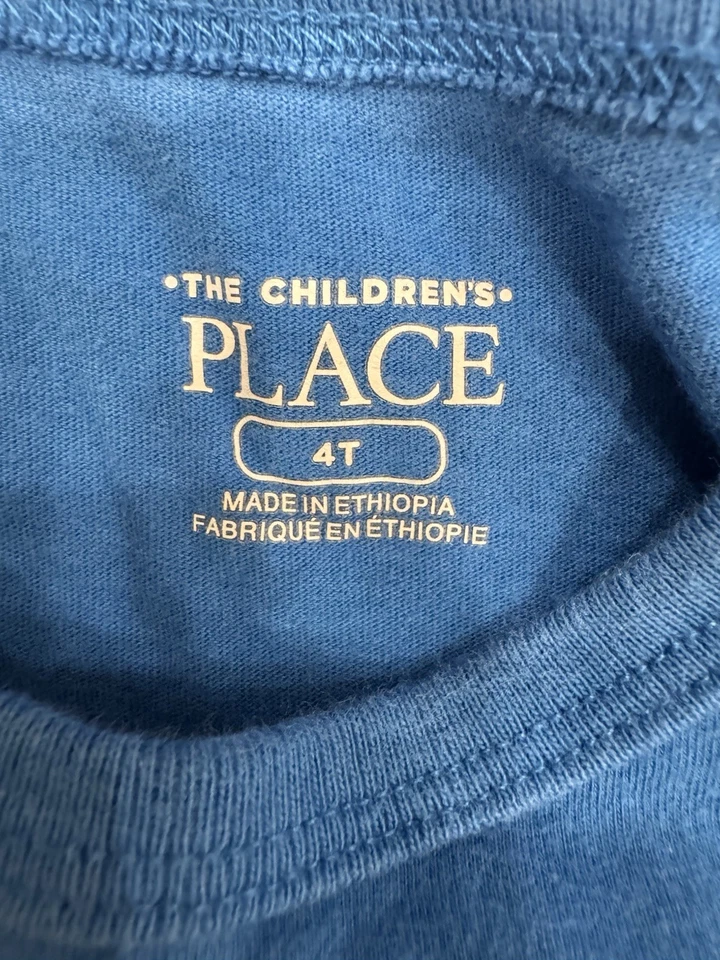 •THE CHILDREN'S•
PLACE
4T
MADE IN ETHIOPIA
FABRIQUÉ EN ÉTHIOPIE